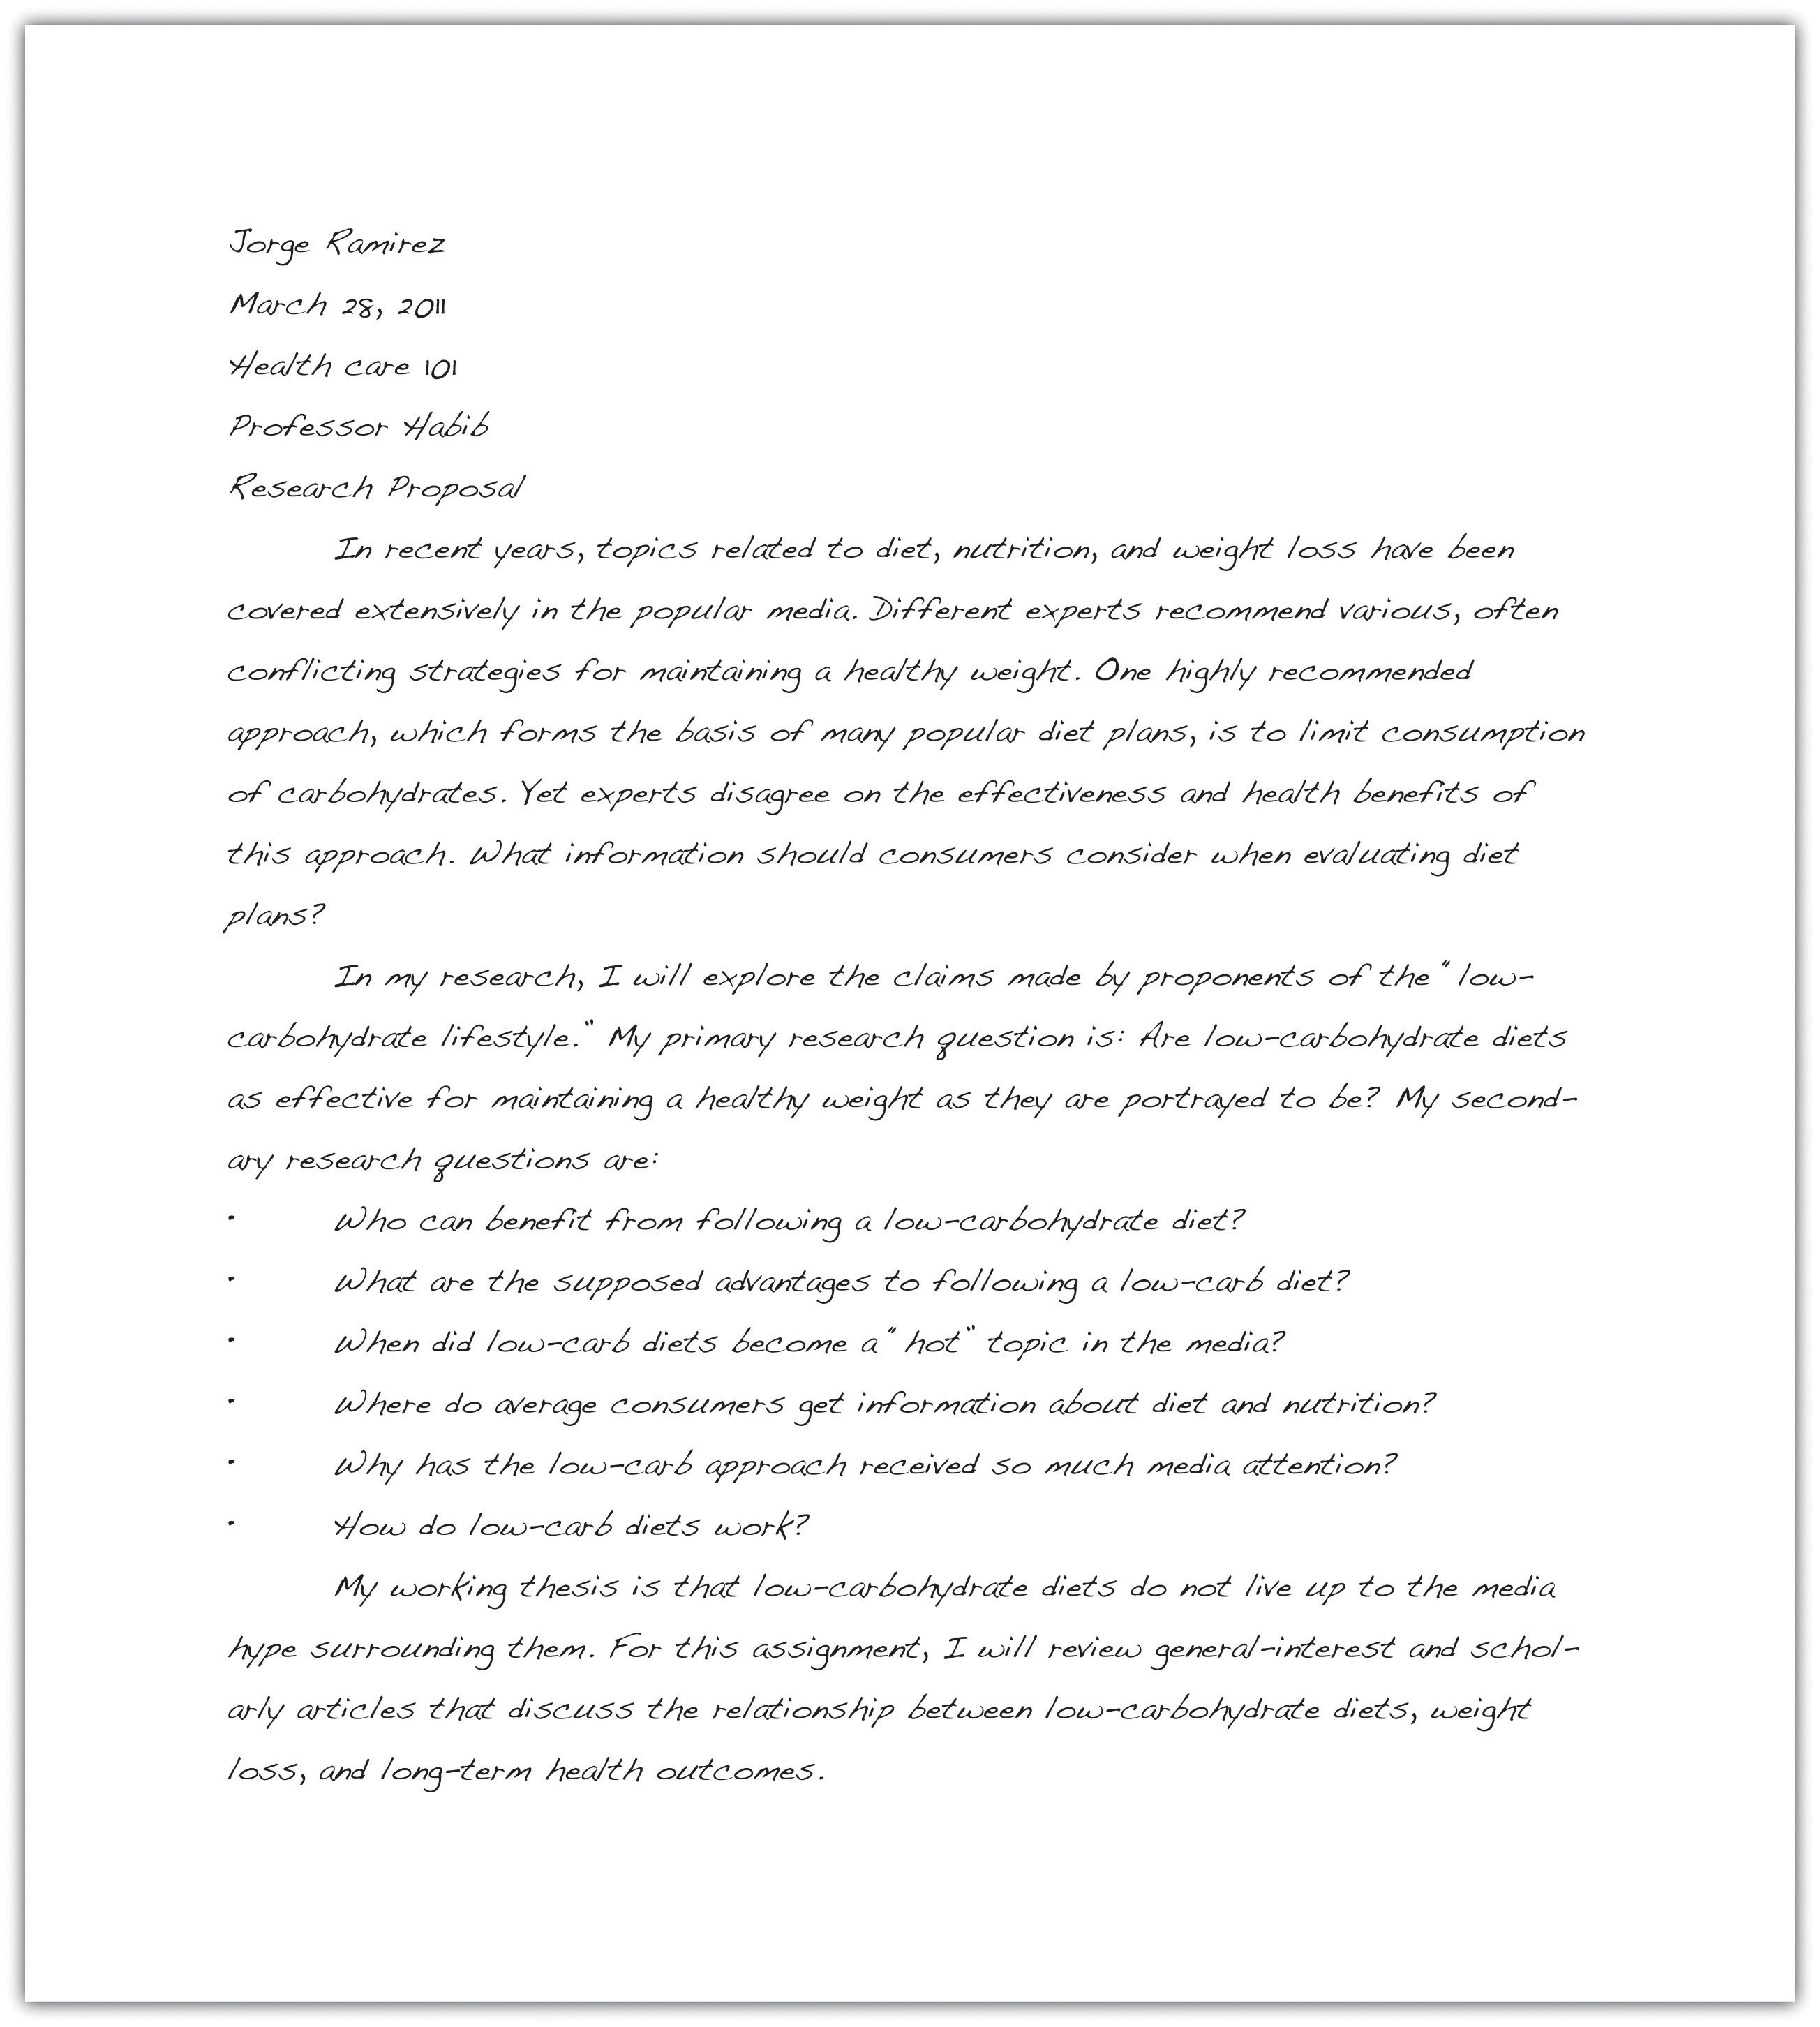 Jorge Ramirez
March 28, 2011
Health care 101
Professor Habib
Research Proposal
In recent years, topics related to diet, nutrition, and weight loss have been
covered extensively in the popular media. Different experts recommend various, often
conflicting strategies for maintaining a healthy weight. One highly recommended
approach, which forms the basis of many popular diet plans, is to limit consumption
of carbohydrates. Yet experts disagree on the effectiveness and health benefits of
this approach. What information should consumers consider when evaluating diet
plans?
In my research, I will explore the claims made by proponents of the "low-
carbohydrate lifestyle." My primary research question is: Are low-carbohydrate diets
as effective for maintaining a healthy weight as they are portrayed to be? My second-
ary research questions are:
• Who can benefit from following a low-carbohydrate diet?
• What are the supposed advantages to following a low-carb diet?
• When did low-carb diets become a "hot" topic in the media?
• Where do average consumers get information about diet and nutrition?
• Why has the low-carb approach received so much media attention?
• How do low-carb diets work?
My working thesis is that low-carbohydrate diets do not live up to the media
hype surrounding them. For this assignment, I will review general-interest and schol-
arly articles that discuss the relationship between low-carbohydrate diets, weight
loss, and long-term health outcomes.